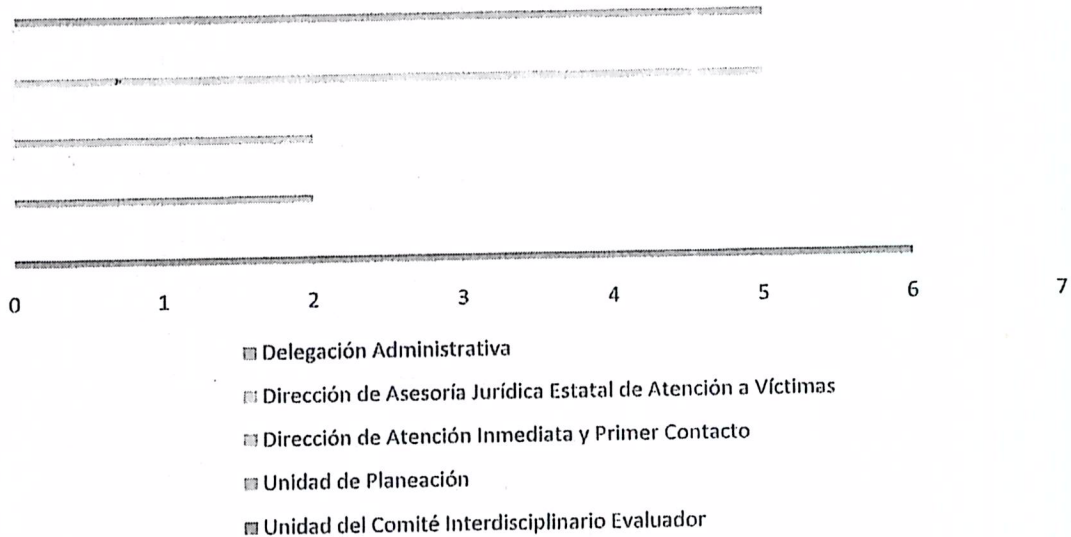 0 1 2 3 4 5 6 7
Delegación Administrativa
Dirección de Asesoría Jurídica Estatal de Atención a Víctimas
Dirección de Atención Inmediata y Primer Contacto
Unidad de Planeación
Unidad del Comité Interdisciplinario Evaluador